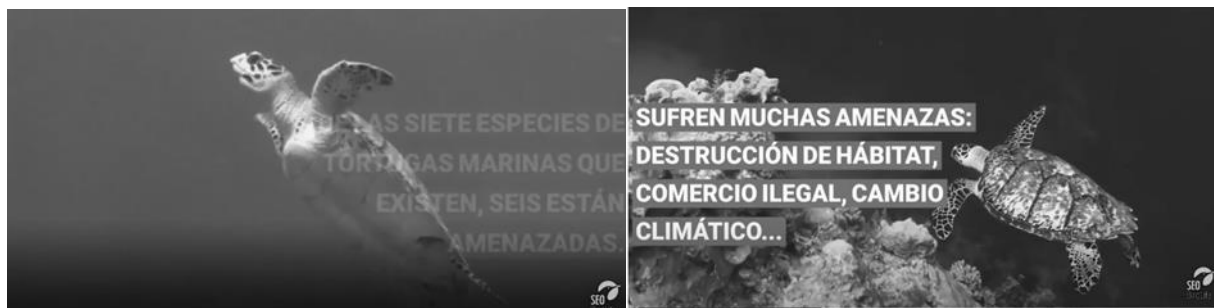 SIETE ESPECIES DE
TORTUGAS MARINAS QUE
EXISTEN, SEIS ESTÁN
AMENAZADAS.
SEO
SUFREN MUCHAS AMENAZAS:
DESTRUCCIÓN DE HÁBITAT,
COMERCIO ILEGAL, CAMBIO
CLIMÁTICO...
SEO